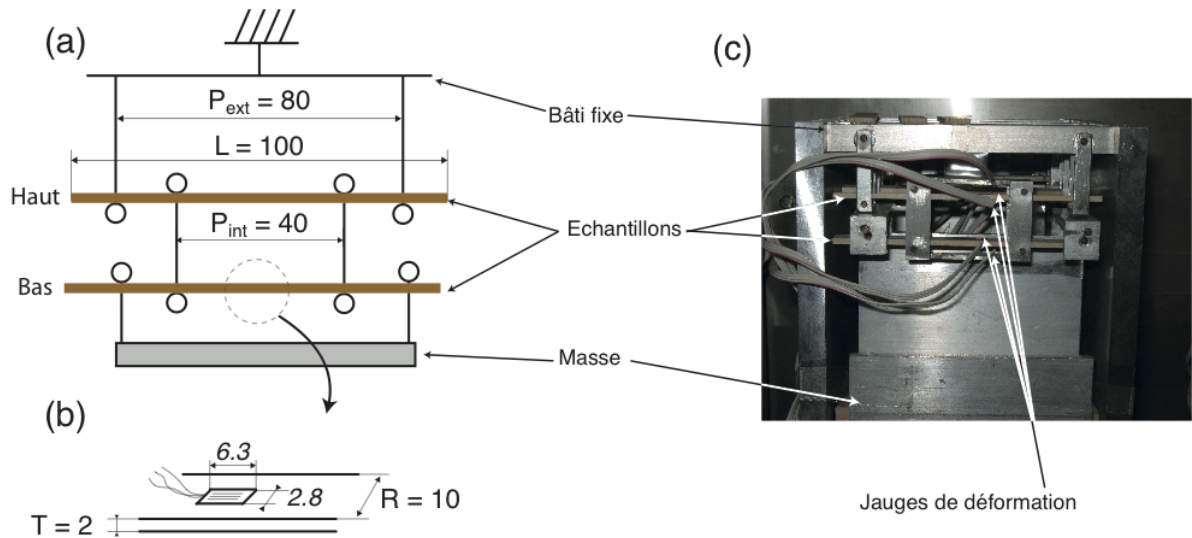 (a)
P_ext = 80
L = 100
Haut
P_int = 40
Bas
Bâti fixe
Echantillons
Masse
(c)
Jauges de déformation
(b)
6.3
2.8
R = 10
T = 2